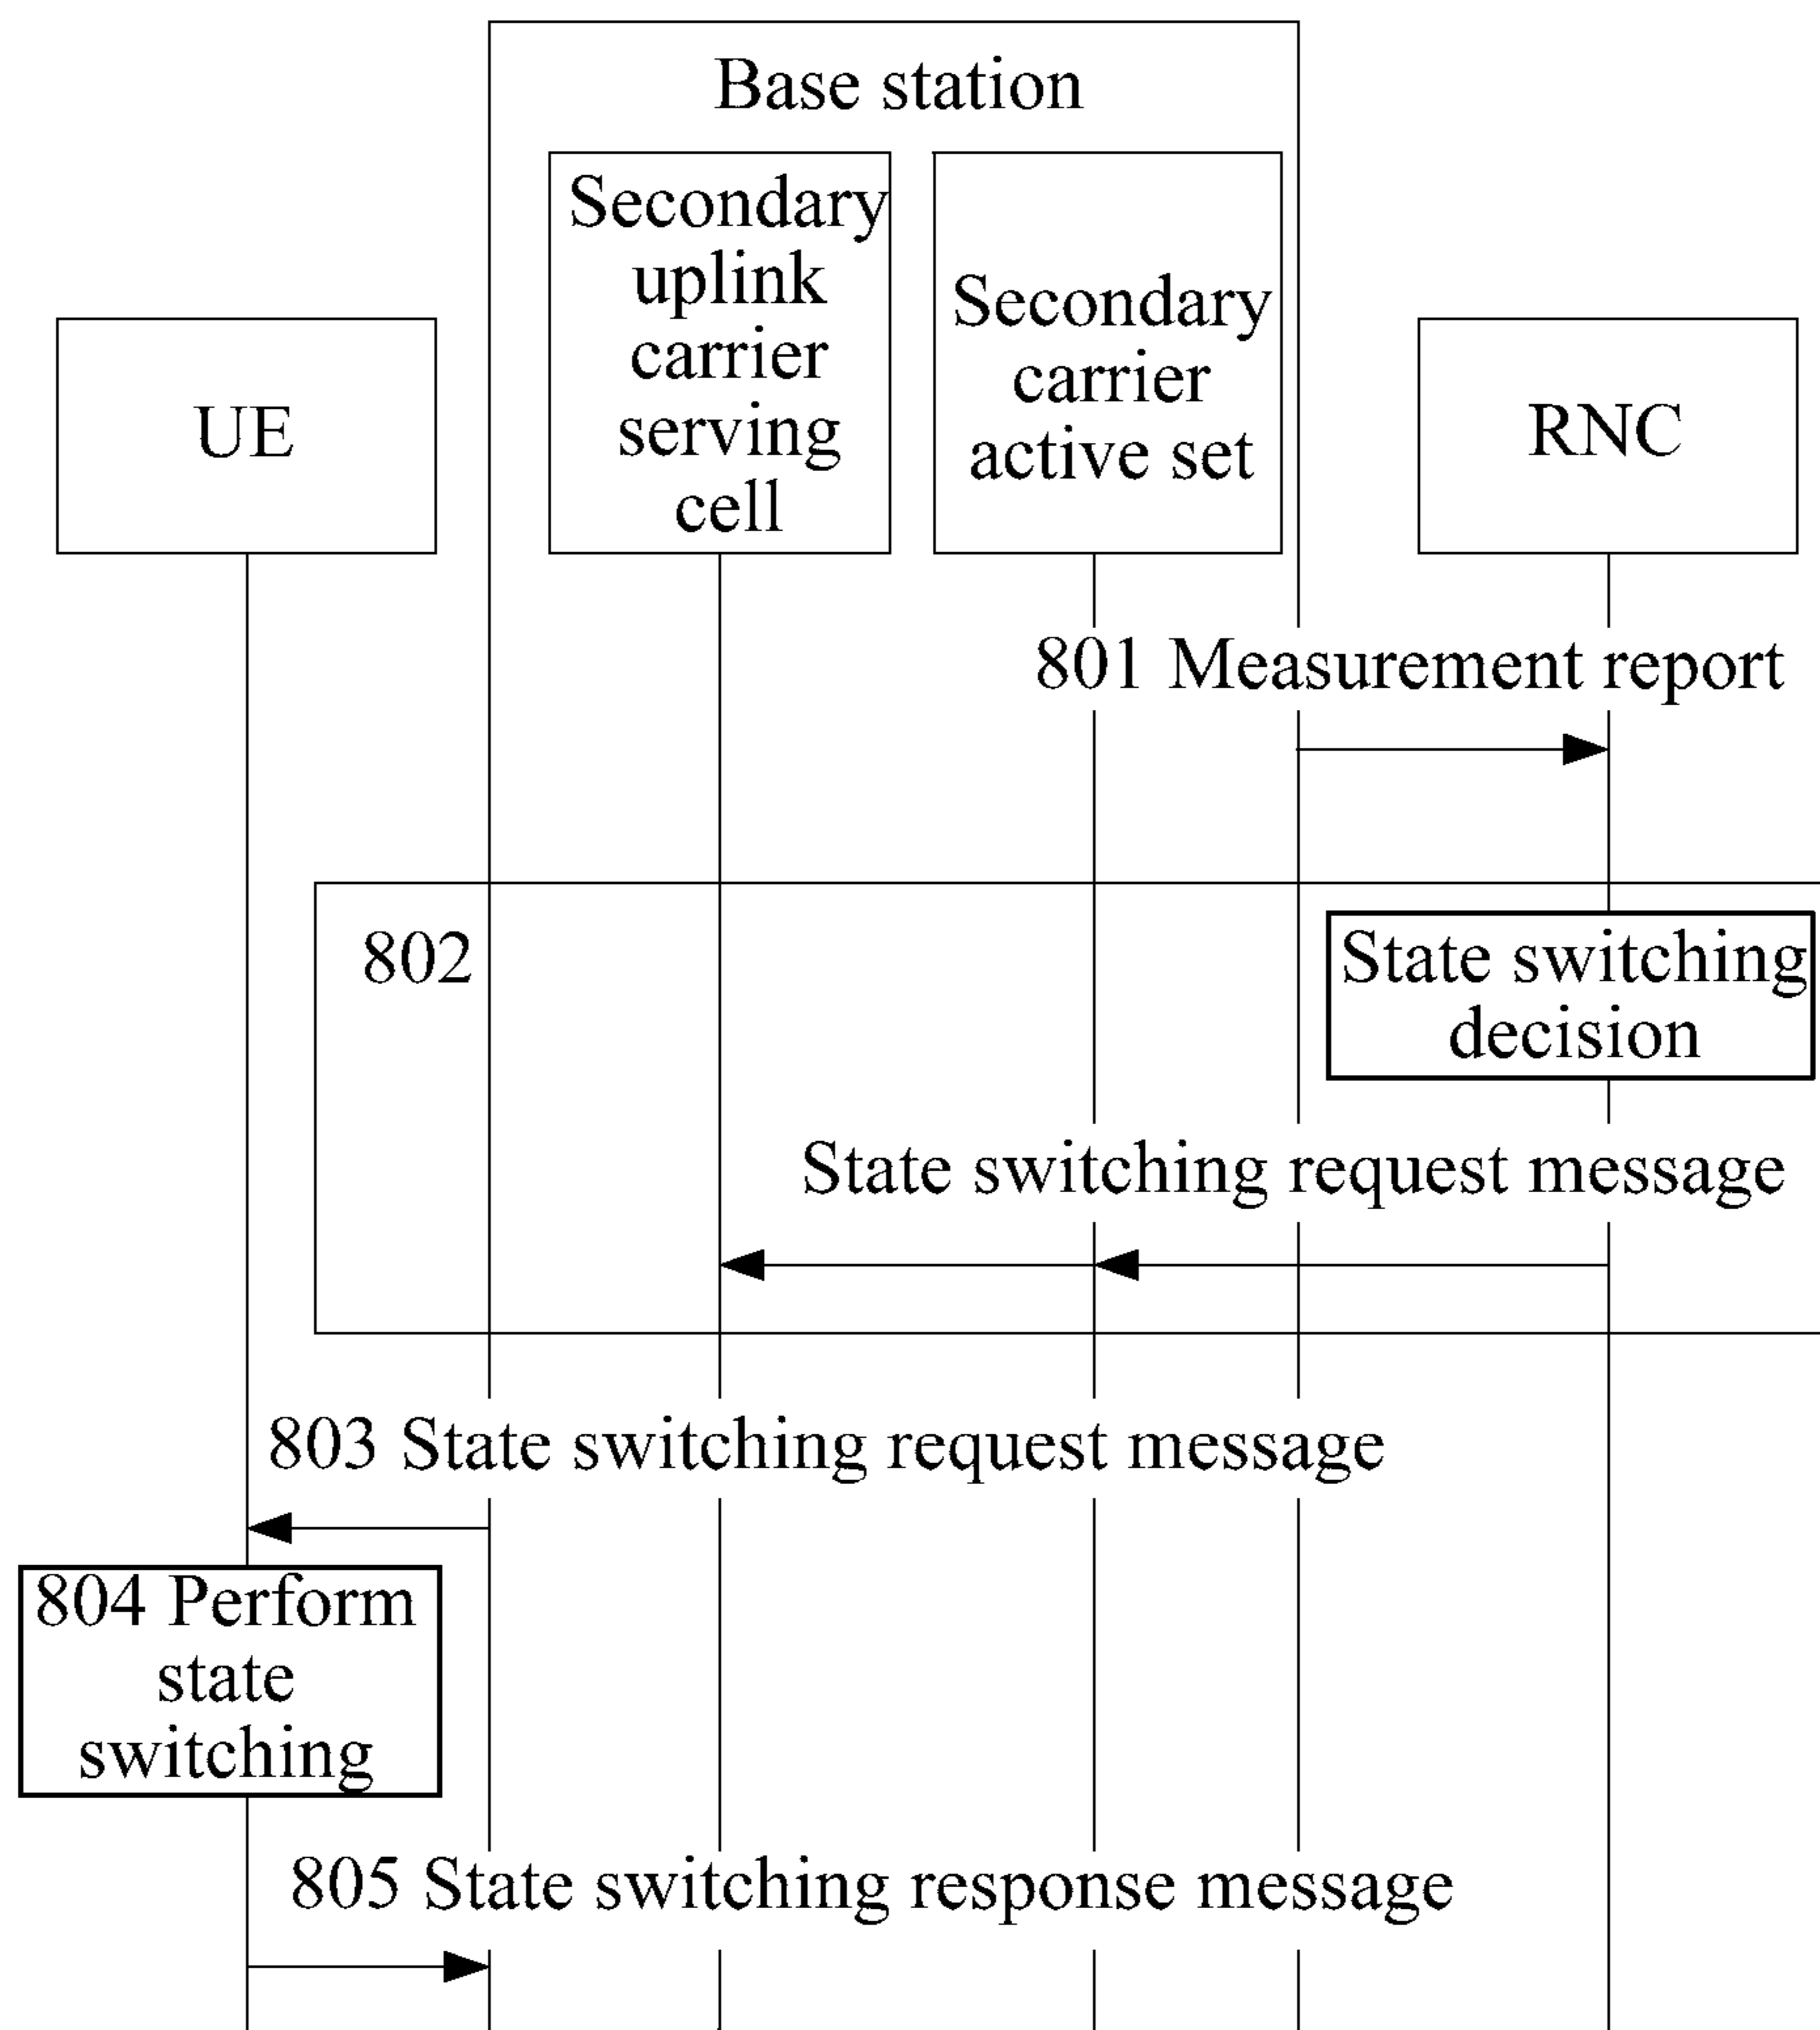 Base station
Secondary
uplink
carrier
serving
cell
Secondary
carrier
active set
UE
RNC
801 Measurement report
802
State switching
decision
State switching request message
803 State switching request message
804 Perform
state
switching
805 State switching response message